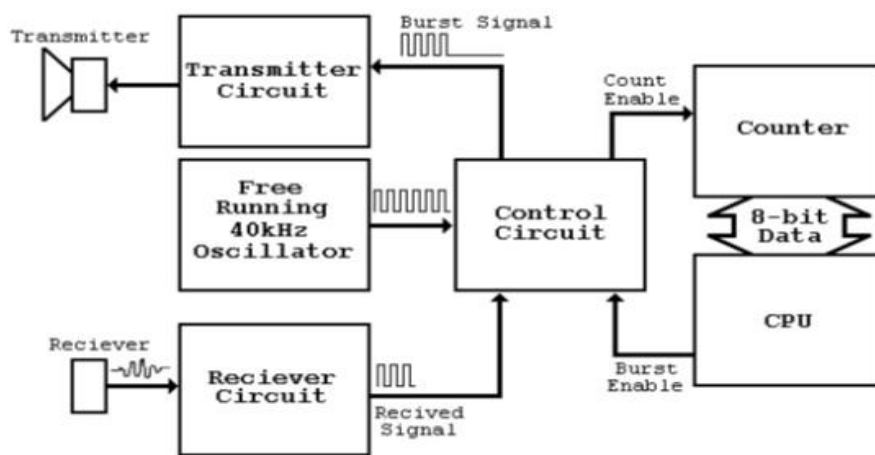 Transmitter
Transmitter
Circuit
Burst Signal
Count
Enable
Counter
Free
Running
40kHz
Oscillator
Control
Circuit
8-bit
Data
CPU
Reciever
Reciever
Circuit
Recived
Signal
Burst
Enable